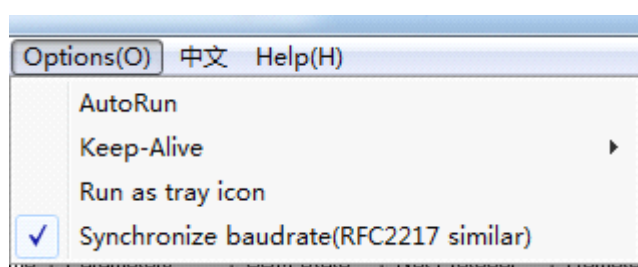 Options(O) 中文 Help(H)
AutoRun
Keep-Alive
Run as tray icon
Synchronize baudrate(RFC2217 similar)